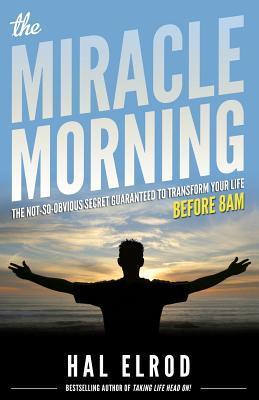 the
MIRACLE
MORNING
THE NOT-SO-OBVIOUS SECRET GUARANTEED TO TRANSFORM YOUR LIFE
BEFORE 8AM
HAL ELROD
BESTSELLING AUTHOR OF TAKING LIFE HEAD ON!